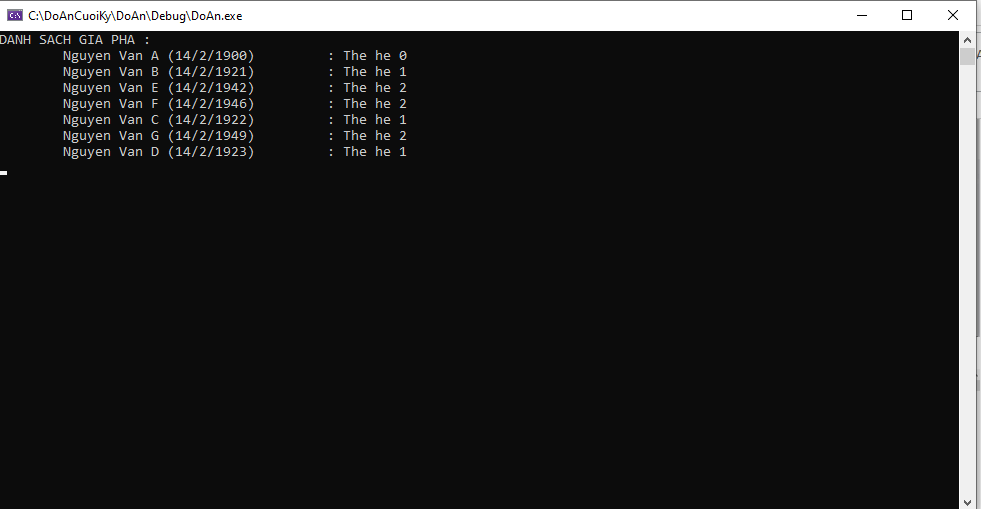 C:\DoAnCuoiKy\DoAn\Debug\DoAn.exe
DANH SACH GIA PHA :
Nguyen Van A (14/2/1900) : The he 0
Nguyen Van B (14/2/1921) : The he 1
Nguyen Van E (14/2/1942) : The he 2
Nguyen Van F (14/2/1946) : The he 2
Nguyen Van C (14/2/1922) : The he 1
Nguyen Van G (14/2/1949) : The he 2
Nguyen Van D (14/2/1923) : The he 1